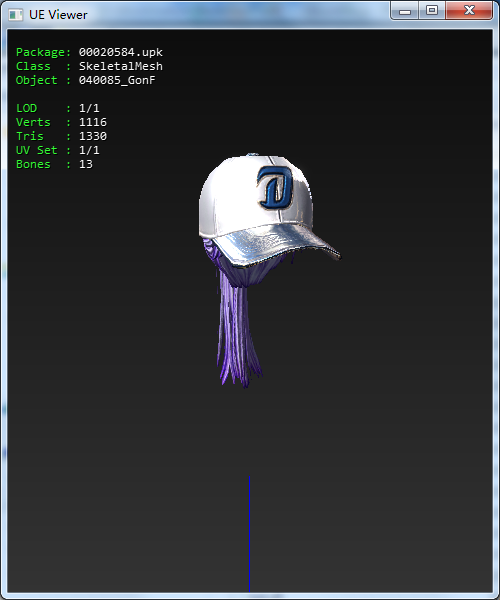 UE Viewer
Package: 00020584.upk
Class  : SkeletalMesh
Object : 040085_GonF
LOD    : 1/1
Verts  : 1116
Tris   : 1330
UV Set : 1/1
Bones  : 13
D